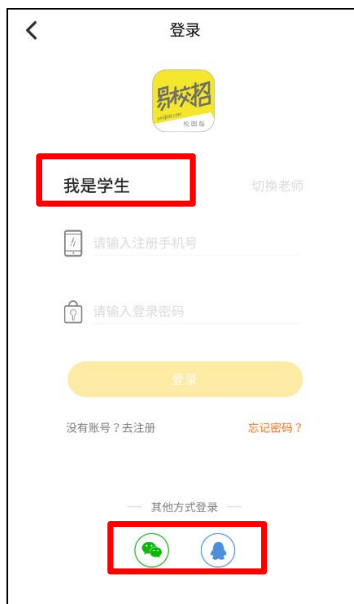 登录
易校招
校园版
我是学生
切换老师
请输入注册手机号
请输入登录密码
登录
没有账号？去注册
忘记密码？
其他方式登录